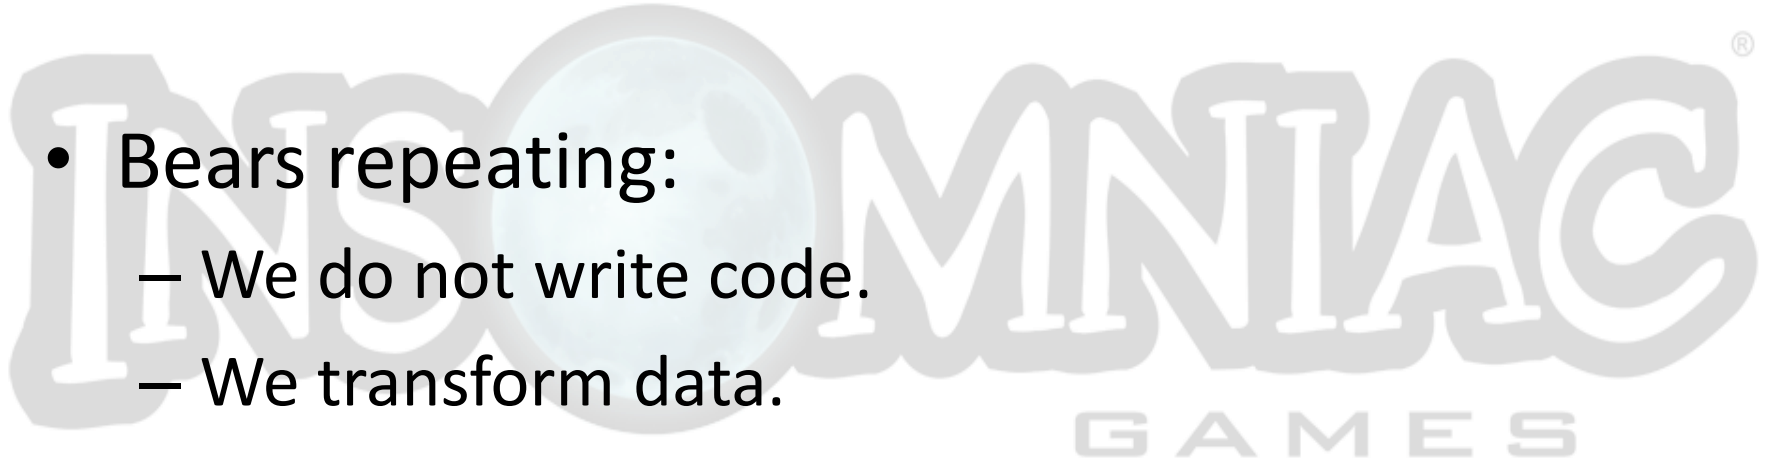 INSOMNIAC®
GAMES
• Bears repeating:
– We do not write code.
– We transform data.